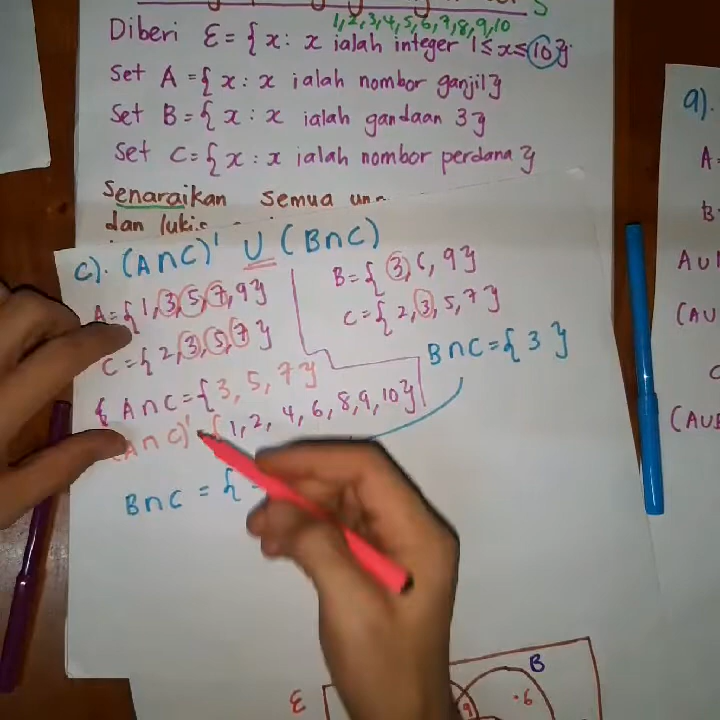 1,2,3,4,5,6,7,8,9,10
Diberi ε = { x : x ialah integer 1 ≤ x ≤ 10 }
Set A = { x : x ialah nombor ganjil }
Set B = { x : x ialah gandaan 3 }
Set C = { x : x ialah nombor perdana }
Senaraikan semua
dan
c). (A∩C)' ∪ (B∩C)
A = { 1, 3, 5, 7, 9 }
C = { 2, 3, 5, 7 }
A∩C = { 3, 5, 7 }
(A∩C)' { 1, 2, 4, 6, 8, 9, 10 }
B∩C = {
B = { 3, 6, 9 }
C = { 2, 3, 5, 7 }
B∩C = { 3 }
a).
A =
B
(AU
ε
B
.6
9